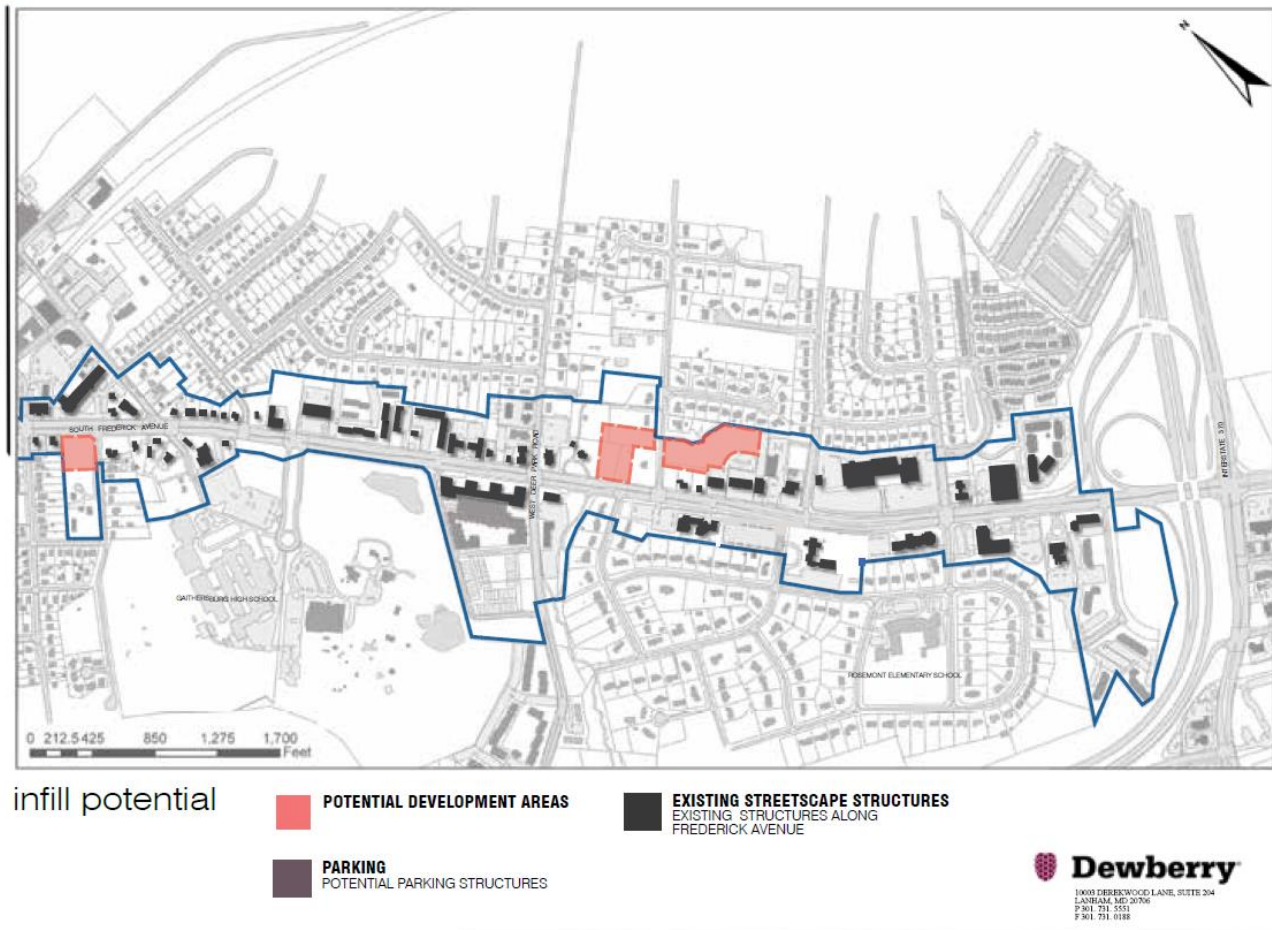 N
SOUTH FREDERICK AVENUE
WEST DEER PARK ROAD
INTERSTATE 370
GAITHERSBURG HIGH SCHOOL
ROSEMONT ELEMENTARY SCHOOL
0 212.5 425 850 1,275 1,700
Feet
infill potential
POTENTIAL DEVELOPMENT AREAS
PARKING
POTENTIAL PARKING STRUCTURES
EXISTING STREETSCAPE STRUCTURES
EXISTING STRUCTURES ALONG
FREDERICK AVENUE
Dewberry
10003 DEREKWOOD LANE, SUITE 204
LANHAM, MD 20706
P 301. 731. 5551
F 301. 731. 0188